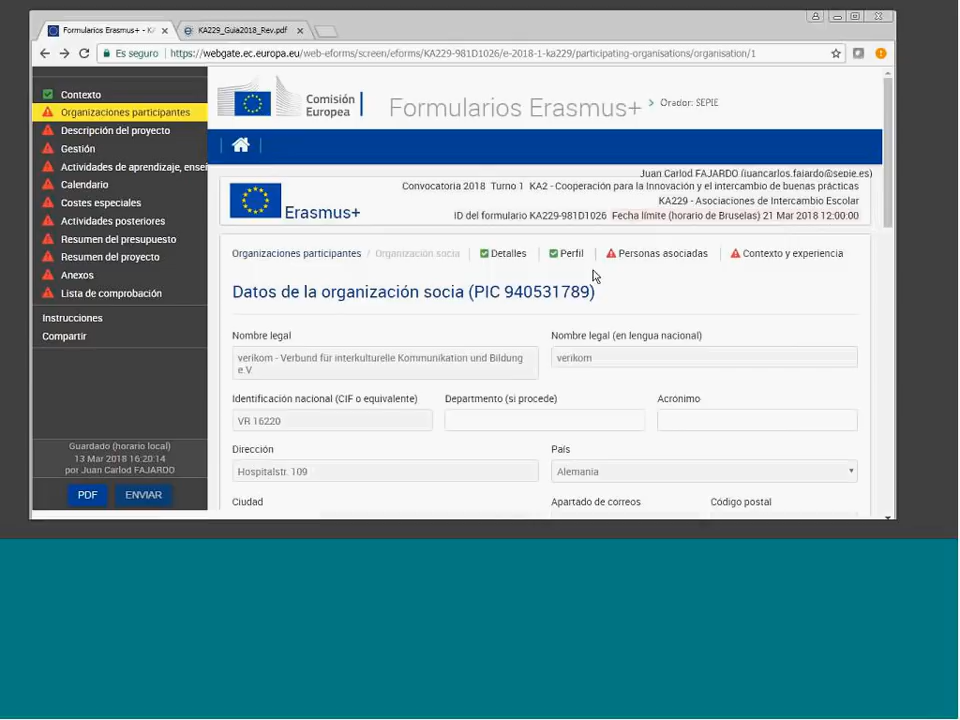 Formularios Erasmus+ - KA
KA229_Guia2018_Rev.pdf
Es seguro
https://webgate.ec.europa.eu/web-eforms/screen/eforms/KA229-981D1026/e-2018-1-ka229/participating-organisations/organisation/1
Contexto
Organizaciones participantes
Descripción del proyecto
Gestión
Actividades de aprendizaje, ensei
Calendario
Costes especiales
Actividades posteriores
Resumen del presupuesto
Resumen del proyecto
Anexos
Lista de comprobación
Instrucciones
Compartir
Guardado (horario local)
13 Mar 2018 16:20:14
por Juan Carlod FAJARDO
PDF
ENVIAR
Comisión
Europea
Formularios Erasmus+
> Orador: SEPIE
Juan Carlod FAJARDO (juancarlos.fajardo@sepie.es)
Erasmus+
Convocatoria 2018 Turno 1 KA2 - Cooperación para la Innovación y el intercambio de buenas prácticas
KA229 - Asociaciones de Intercambio Escolar
ID del formulario KA229-981D1026 Fecha límite (horario de Bruselas) 21 Mar 2018 12:00:00
Organizaciones participantes / Organización socia | Detalles | Perfil | Personas asociadas | Contexto y experiencia
Datos de la organización socia (PIC 940531789)
Nombre legal
Nombre legal (en lengua nacional)
verikom - Verbund für interkulturelle Kommunikation und Bildung
e.V
verikom
Identificación nacional (CIF o equivalente)
Departmento (si procede)
Acrónimo
VR 16220
Dirección
País
Hospitalstr. 109
Alemania
Ciudad
Apartado de correos
Código postal